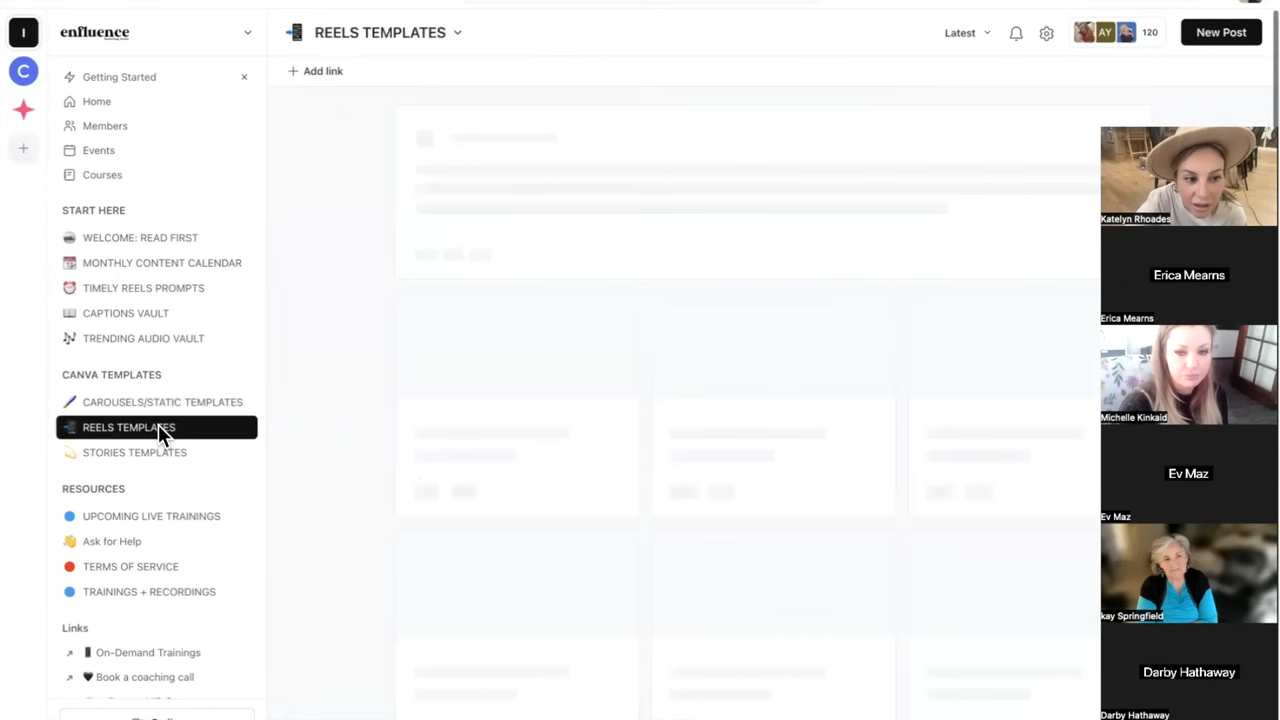 I
enfluence
C
Getting Started
Home
Members
Events
Courses
START HERE
WELCOME: READ FIRST
MONTHLY CONTENT CALENDAR
TIMELY REELS PROMPTS
CAPTIONS VAULT
TRENDING AUDIO VAULT
CANVA TEMPLATES
CAROUSELS/STATIC TEMPLATES
REELS TEMPLATES
STORIES TEMPLATES
RESOURCES
UPCOMING LIVE TRAININGS
Ask for Help
TERMS OF SERVICE
TRAININGS + RECORDINGS
Links
On-Demand Trainings
Book a coaching call
REELS TEMPLATES
Latest
AY
120
New Post
Add link
Katelyn Rhoades
Erica Mearns
Erica Mearns
Michelle Kinkaid
Ev Maz
Ev Maz
kay Springfield
Darby Hathaway
Darby Hathaway